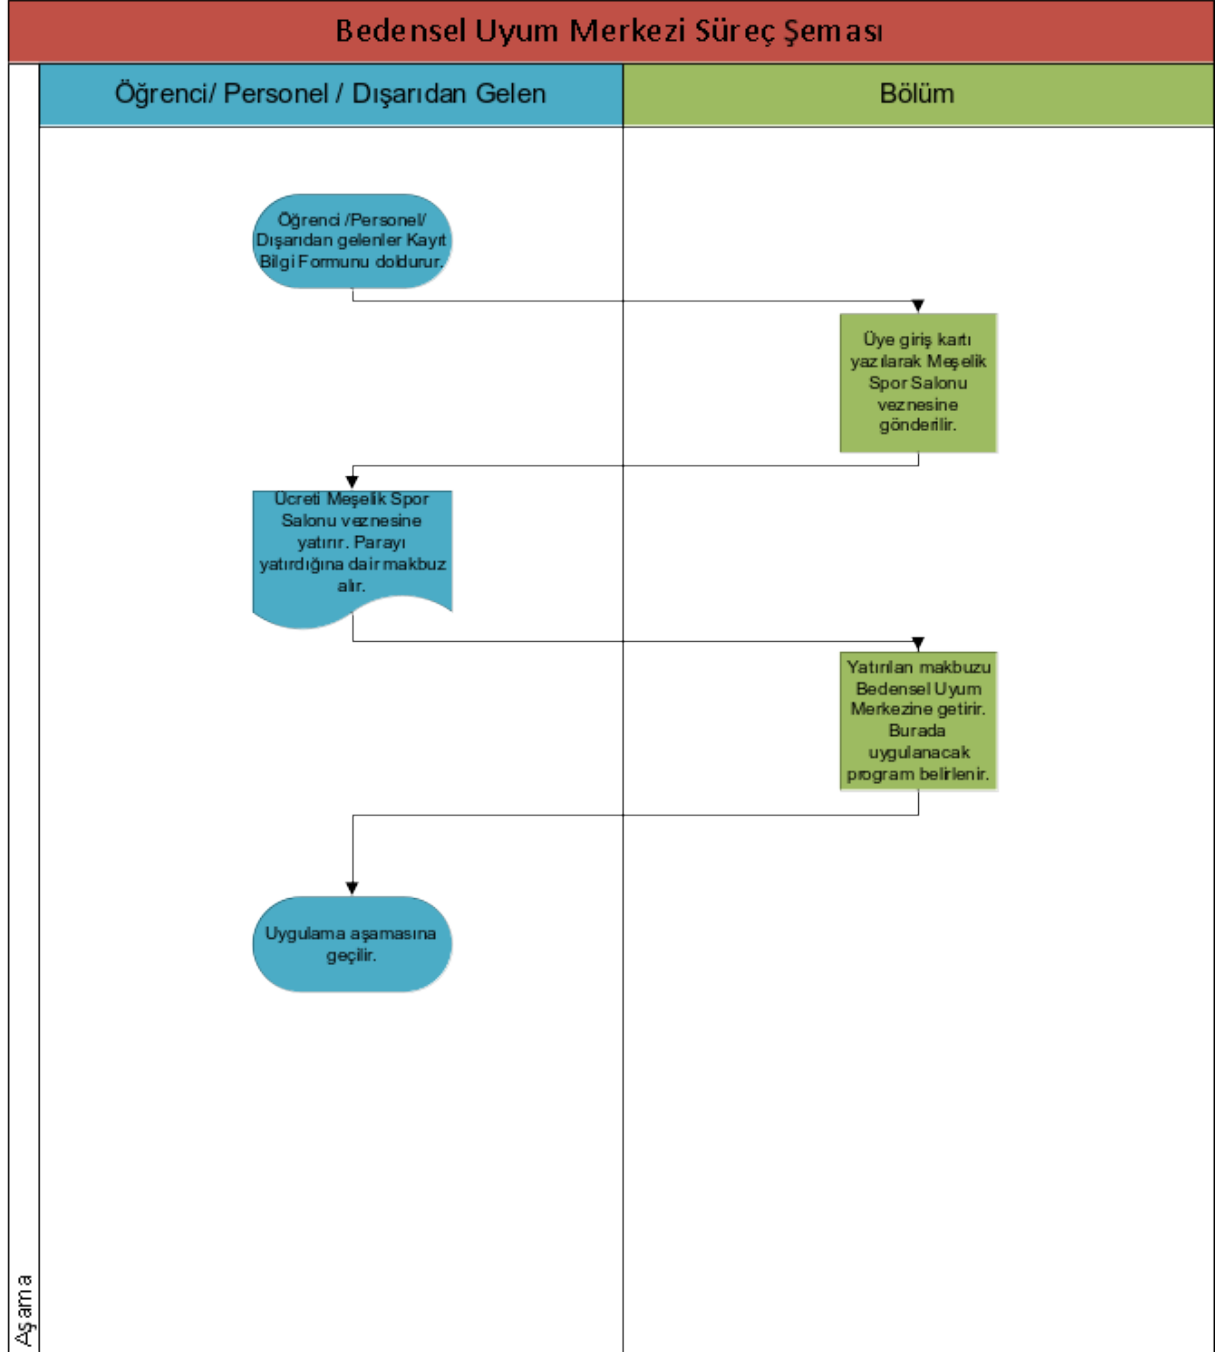 Bedensel Uyum Merkezi Süreç Şeması
Öğrenci/ Personel / Dışarıdan Gelen
Bölüm
Öğrenci /Personel/
Dışarıdan gelenler Kayıt
Bilgi Formunu doldurur.
Üye giriş kartı
yazılarak Meşelik
Spor Salonu
veznesine
gönderilir.
Ücreti Meşelik Spor
Salonu veznesine
yatırır. Parayı
yatırdığına dair makbuz
alır.
Yatırılan makbuzu
Bedensel Uyum
Merkezine getirir.
Burada
uygulanacak
program belirlenir.
Uygulama aşamasına
geçilir.
Aşama